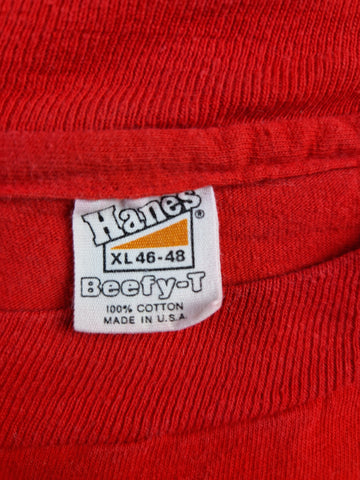 Hanes®
XL 46-48
Beefy-T
100% COTTON
MADE IN U.S.A.